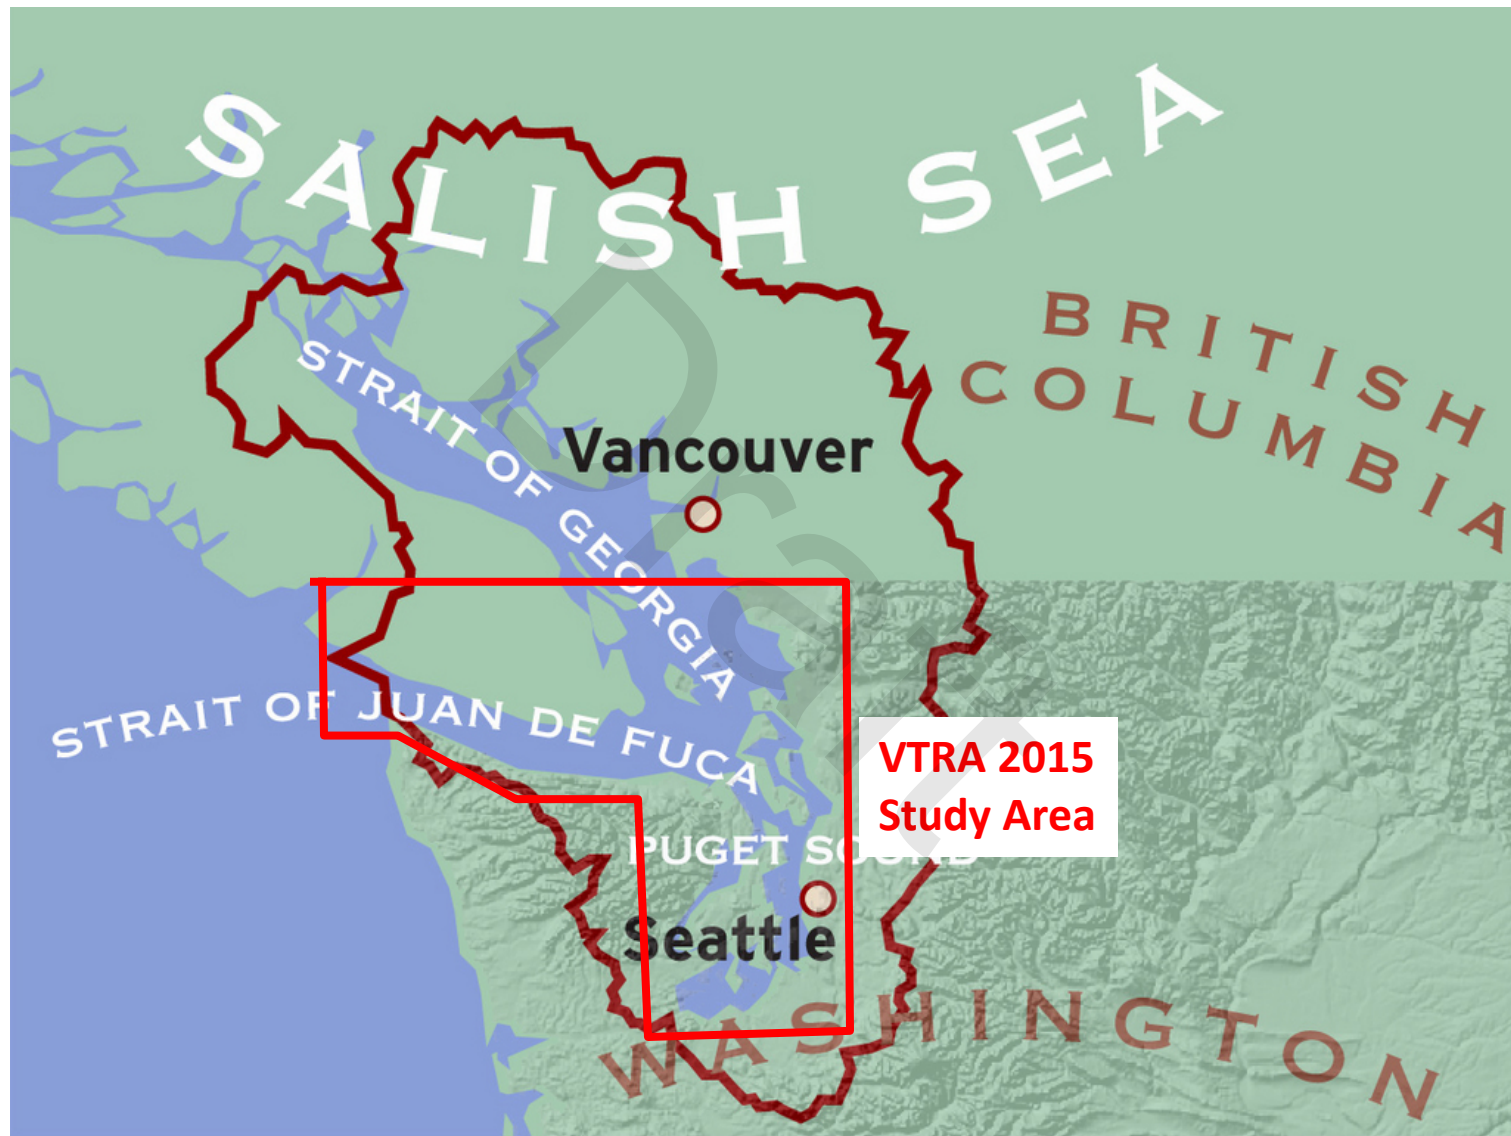 SALISH SEA
BRITISH
COLUMBIA
STRAIT OF GEORGIA
Vancouver
STRAIT OF JUAN DE FUCA
VTRA 2015
Study Area
PUGET SOUND
Seattle
WASHINGTON
Draft